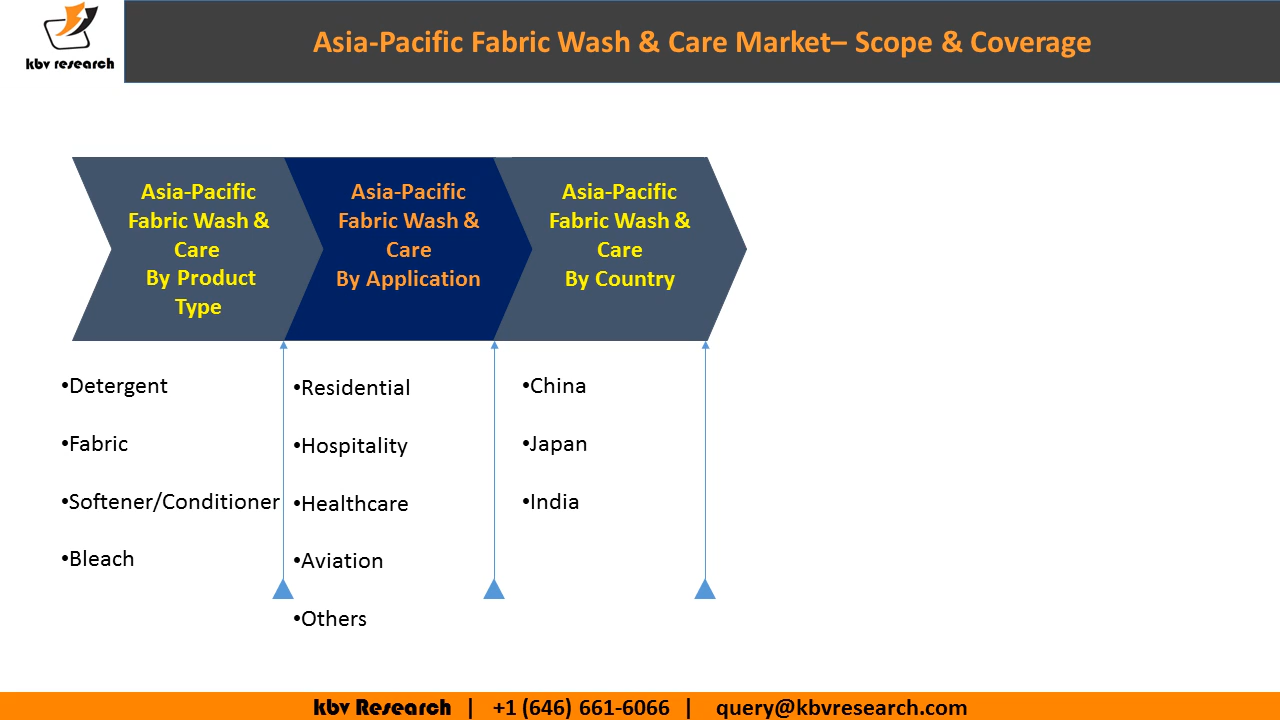 kbv research
Asia-Pacific Fabric Wash & Care Market– Scope & Coverage
Asia-Pacific
Fabric Wash &
Care
By Product
Type
Asia-Pacific
Fabric Wash &
Care
By Application
Asia-Pacific
Fabric Wash &
Care
By Country
•Detergent
•Fabric
•Softener/Conditioner
•Bleach
•Residential
•Hospitality
•Healthcare
•Aviation
•Others
•China
•Japan
•India
kbv Research | +1 (646) 661-6066 | query@kbvresearch.com